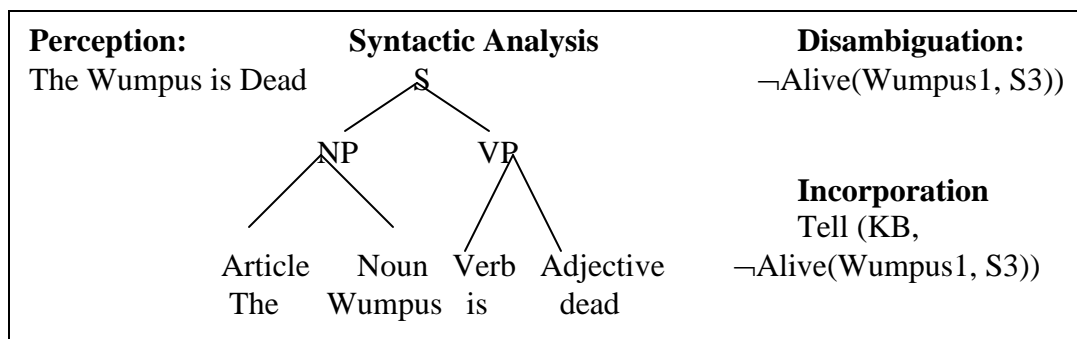 Perception:
The Wumpus is Dead
Syntactic Analysis
S
NP VP
Article Noun Verb Adjective
The Wumpus is dead
Disambiguation:
¬Alive(Wumpus1, S3))
Incorporation
Tell (KB,
¬Alive(Wumpus1, S3))